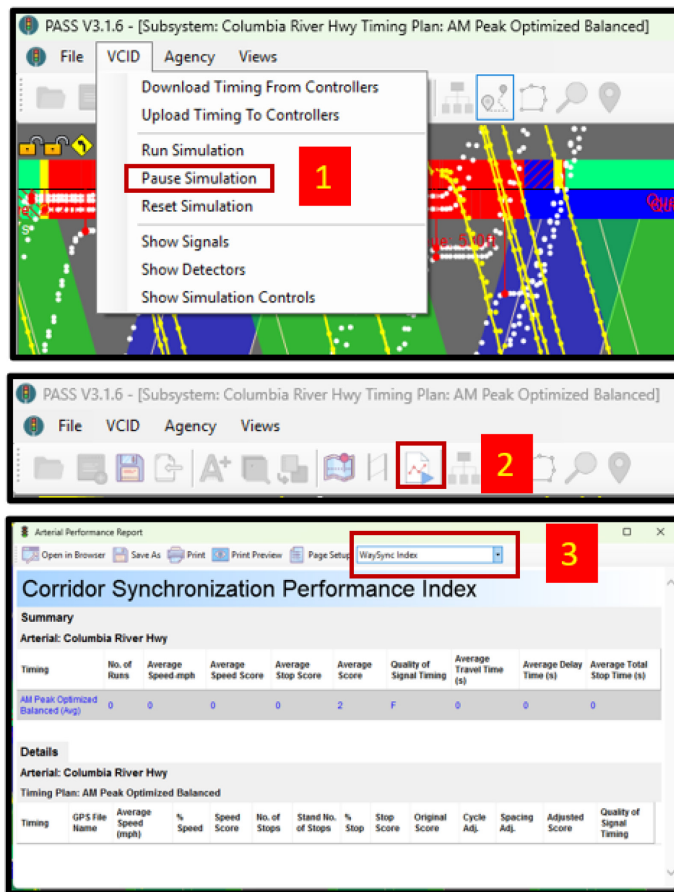 PASS V3.1.6 - [Subsystem: Columbia River Hwy Timing Plan: AM Peak Optimized Balanced]
File VCID Agency Views
Download Timing From Controllers
Upload Timing To Controllers
Run Simulation
Pause Simulation
1
Reset Simulation
Show Signals
Show Detectors
Show Simulation Controls
PASS V3.1.6 - [Subsystem: Columbia River Hwy Timing Plan: AM Peak Optimized Balanced]
File VCID Agency Views
2
Arterial Performance Report
Open in Browser Save As Print Print Preview Page Setup WaySync Index
3
Corridor Synchronization Performance Index
Summary
Arterial: Columbia River Hwy
Timing No. of Runs Average Speed-mph Average Speed Score Average Stop Score Average Score Quality of Signal Timing Average Travel Time (s) Average Delay Time (s) Average Total Stop Time (s)
AM Peak Optimized Balanced (Avg) 0 0 0 0 2 F 0 0 0
Details
Arterial: Columbia River Hwy
Timing Plan: AM Peak Optimized Balanced
Timing GPS File Name Average Speed (mph) % Speed Speed Score No. of Stops Stand No. of Stops % Stop Stop Score Original Score Cycle Adj. Spacing Adj. Adjusted Score Quality of Signal Timing